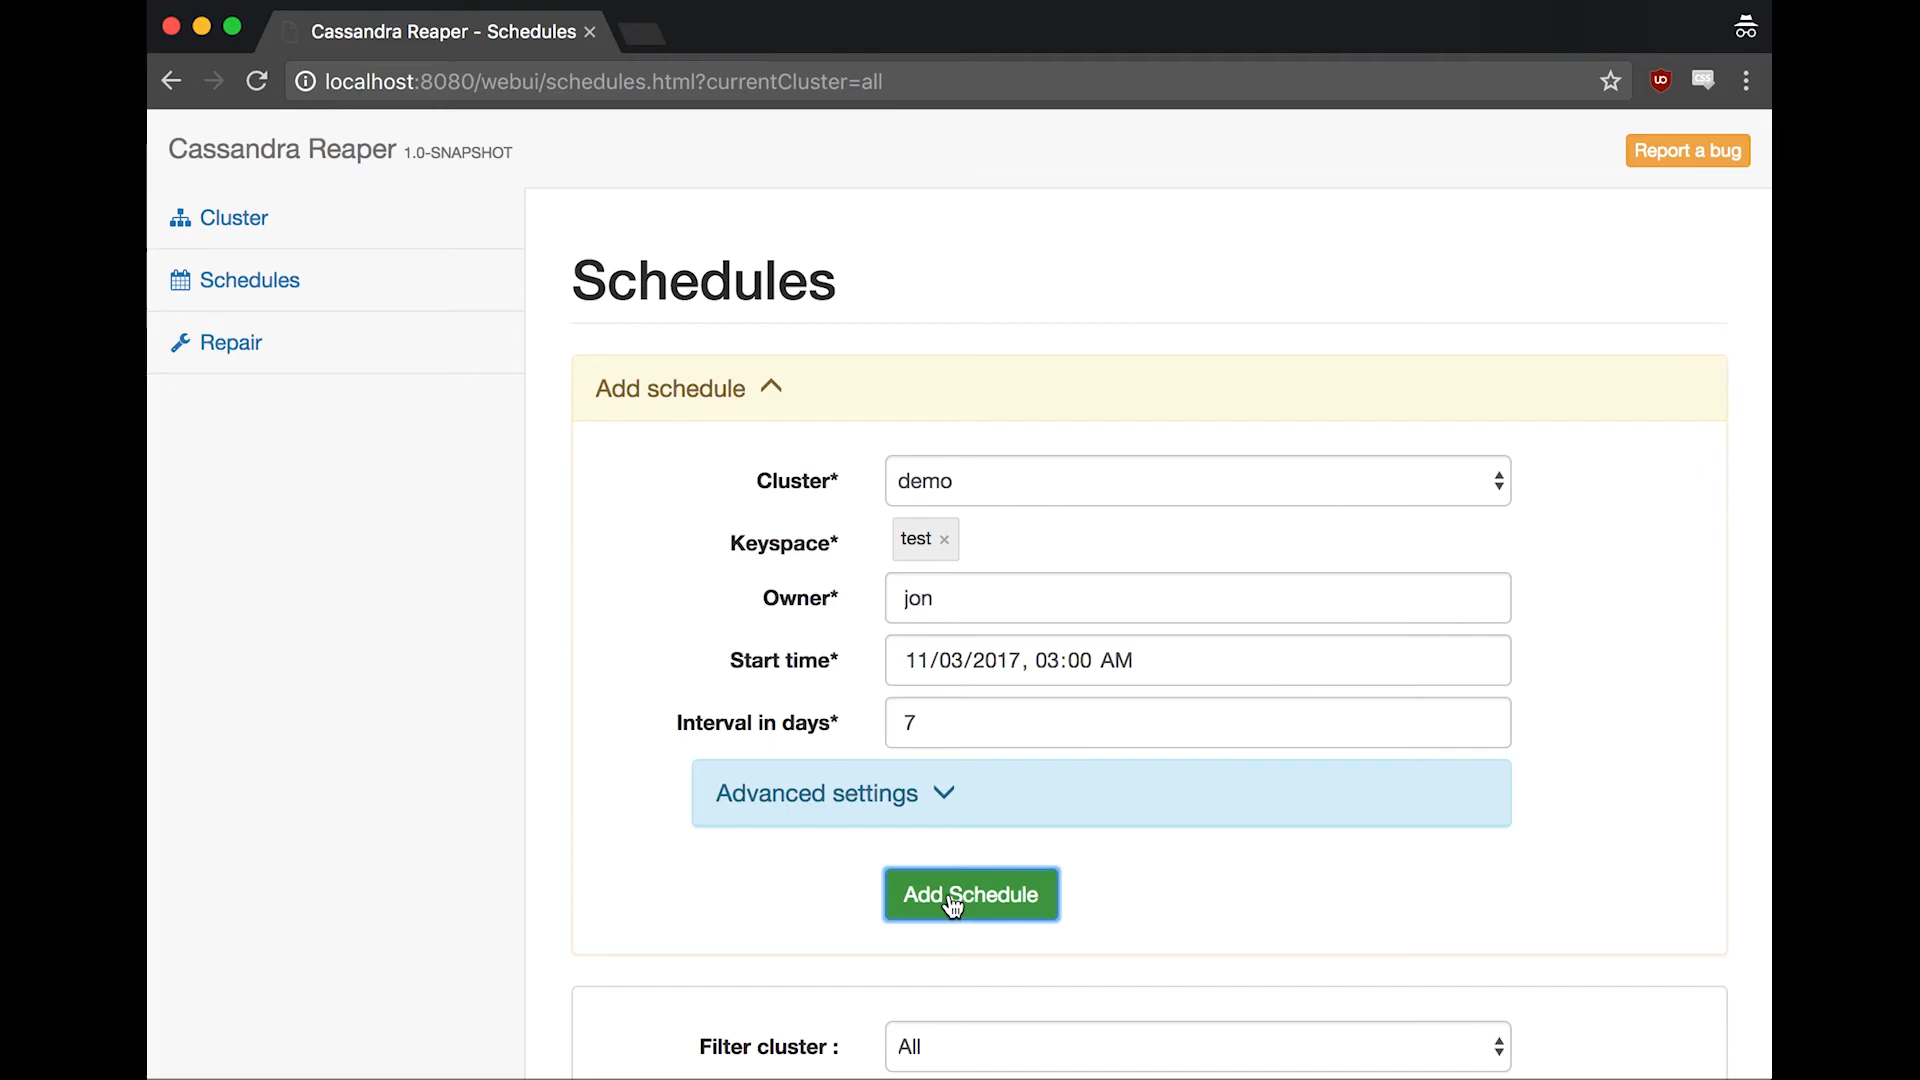 Cassandra Reaper - Schedules ×
localhost:8080/webui/schedules.html?currentCluster=all
Cassandra Reaper 1.0-SNAPSHOT
Report a bug
Cluster
Schedules
Repair
Schedules
Add schedule
Cluster* demo
Keyspace* test ×
Owner* jon
Start time* 11/03/2017, 03:00 AM
Interval in days* 7
Advanced settings
Add Schedule
Filter cluster : All